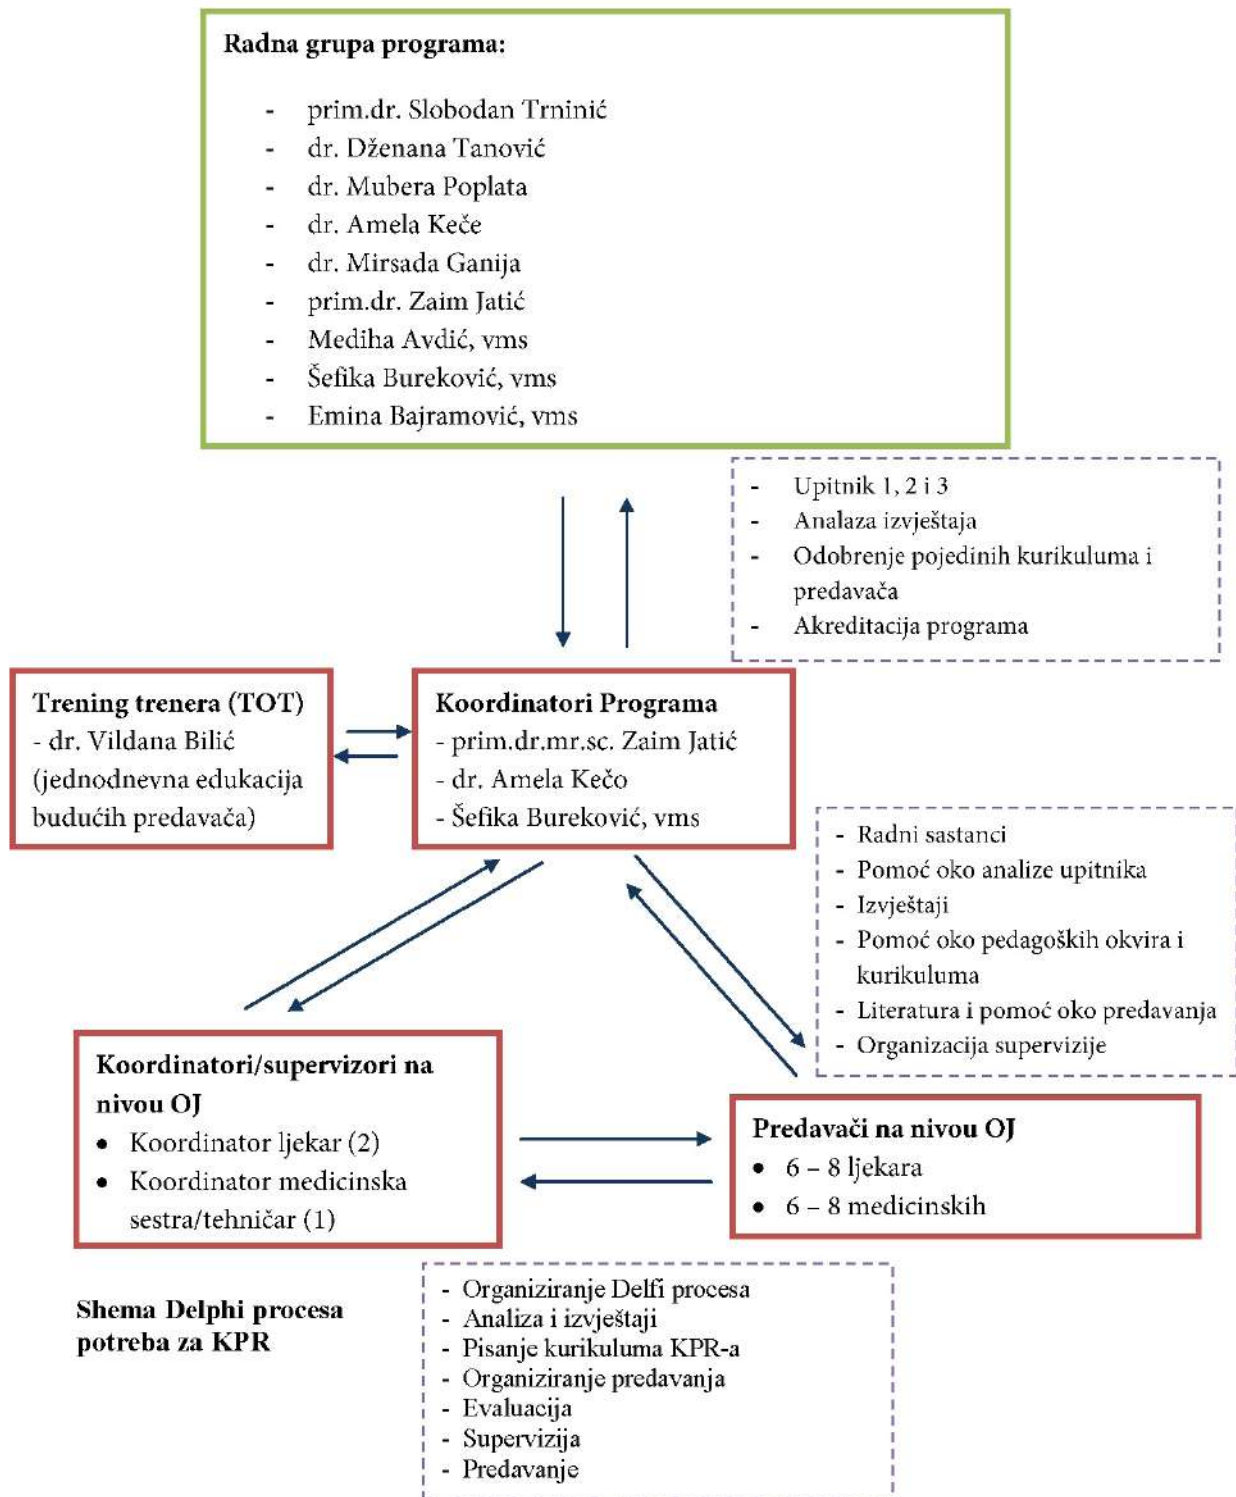 Radna grupa programa:
- prim.dr. Slobodan Trninić
- dr. Dženana Tanović
- dr. Mubera Poplata
- dr. Amela Keče
- dr. Mirsada Ganija
- prim.dr. Zaim Jatić
- Mediha Avdić, vms
- Šefika Bureković, vms
- Emina Bajramović, vms
- Upitnik 1, 2 i 3
- Analaza izvještaja
- Odobrenje pojedinih kurikuluma i
predavača
- Akreditacija programa
Trening trenera (TOT)
- dr. Vildana Bilić
(jednodnevna edukacija
budućih predavača)
Koordinatori Programa
- prim.dr.mr.sc. Zaim Jatić
- dr. Amela Kečo
- Šefika Bureković, vms
- Radni sastanci
- Pomoć oko analize upitnika
- Izvještaji
- Pomoć oko pedagoških okvira i
kurikuluma
- Literatura i pomoć oko predavanja
- Organizacija supervizije
Koordinatori/supervizori na
nivou OJ
• Koordinator ljekar (2)
• Koordinator medicinska
sestra/tehničar (1)
Predavači na nivou OJ
• 6 – 8 ljekara
• 6 – 8 medicinskih
Shema Delphi procesa
potreba za KPR
- Organiziranje Delfi procesa
- Analiza i izvještaji
- Pisanje kurikuluma KPR-a
- Organiziranje predavanja
- Evaluacija
- Supervizija
- Predavanje